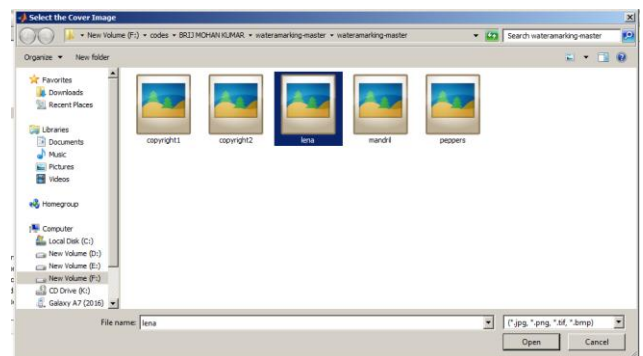 Select the Cover Image
New Volume (F:) ▸ codes ▸ BRIJ MOHAN KUMAR ▸ wateramarking-master ▸ wateramarking-master
Search wateramarking-master
Organize ▾ New folder
Favorites
Downloads
Recent Places
Libraries
Documents
Music
Pictures
Videos
Homegroup
Computer
Local Disk (C:)
New Volume (D:)
New Volume (E:)
New Volume (F:)
CD Drive (K:)
Galaxy A7 (2016)
copyright1 copyright2 lena mandril peppers
File name: lena
(*.jpg, *.png, *.tif, *.bmp)
Open Cancel